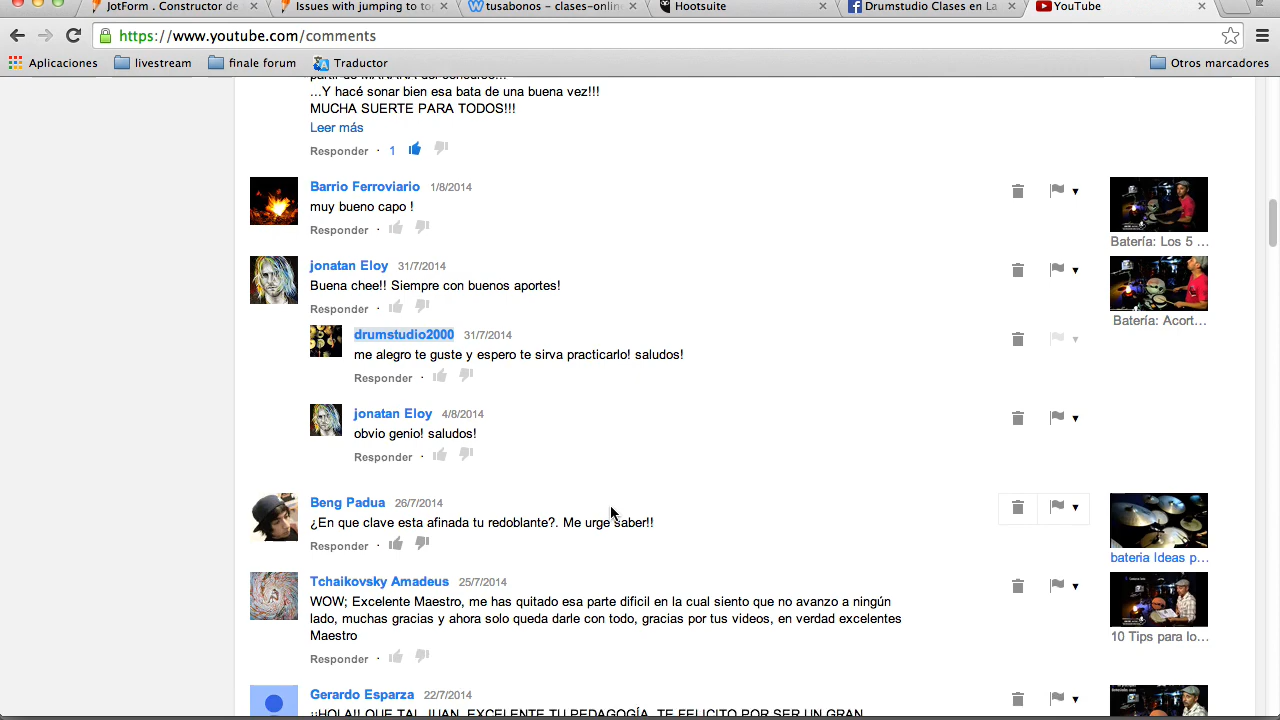 JotForm . Constructor de
Issues with jumping to top
tusabonos – clases-onlin
Hootsuite
Drumstudio Clases en La
YouTube
https://www.youtube.com/comments
Aplicaciones
livestream
finale forum
Traductor
Otros marcadores
...Y hacé sonar bien esa bata de una buena vez!!!
MUCHA SUERTE PARA TODOS!!!
Leer más
Responder · 1
Barrio Ferroviario 1/8/2014
muy bueno capo !
Responder ·
Batería: Los 5 ...
jonatan Eloy 31/7/2014
Buena chee!! Siempre con buenos aportes!
Responder ·
Batería: Acort...
drumstudio2000 31/7/2014
me alegro te guste y espero te sirva practicarlo! saludos!
Responder ·
jonatan Eloy 4/8/2014
obvio genio! saludos!
Responder ·
Beng Padua 26/7/2014
¿En que clave esta afinada tu redoblante?. Me urge saber!!
Responder ·
bateria Ideas p...
Tchaikovsky Amadeus 25/7/2014
WOW; Excelente Maestro, me has quitado esa parte dificil en la cual siento que no avanzo a ningún
lado, muchas gracias y de seguro queda darle con todo, gracias por tus videos, en verdad excelentes
Maestro
Responder ·
10 Tips para lo...
Gerardo Esparza 22/7/2014
¡¡HOLA!! QUE TAL JUAN EXCELENTE TU PEDAGOGÍA, TE FELICITO POR SER UN GRAN